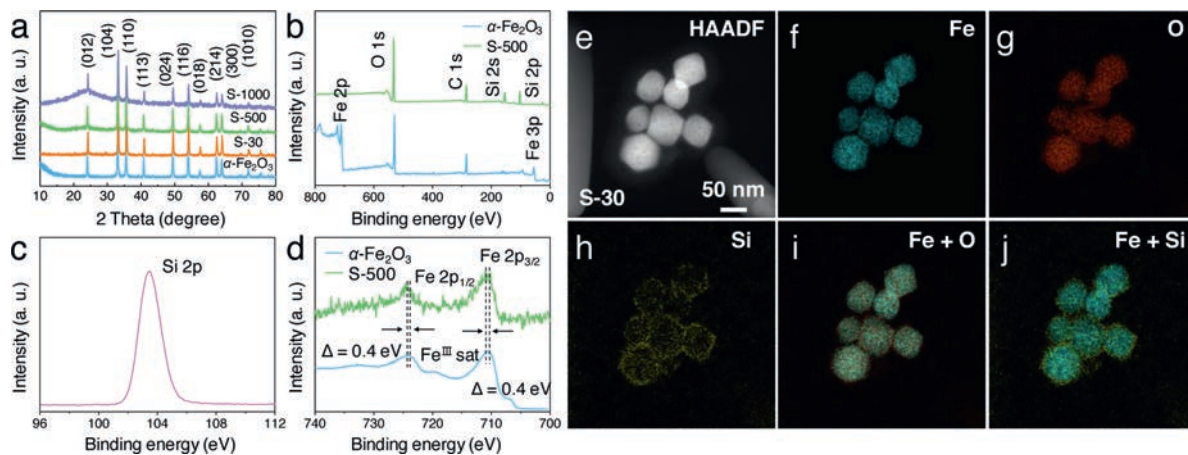 a
(012)
(104)
(110)
(113)
(024)
(116)
(018)
(214)
(300)
(1010)
S-1000
S-500
S-30
α-Fe₂O₃
Intensity (a. u.)
10 20 30 40 50 60 70 80
2 Theta (degree)
b
α-Fe₂O₃
S-500
O 1s
C 1s
Si 2s
Si 2p
Fe 2p
Fe 3p
Intensity (a. u.)
800 600 400 200 0
Binding energy (eV)
c
Si 2p
Intensity (a. u.)
96 100 104 108 112
Binding energy (eV)
d
α-Fe₂O₃
S-500
Fe 2p₁/₂
Fe 2p₃/₂
Δ = 0.4 eV
Feᴵᴵᴵ sat
Δ = 0.4 eV
Intensity (a. u.)
740 730 720 710 700
Binding energy (eV)
e
HAADF
S-30
50 nm
f
Fe
g
O
h
Si
i
Fe + O
j
Fe + Si